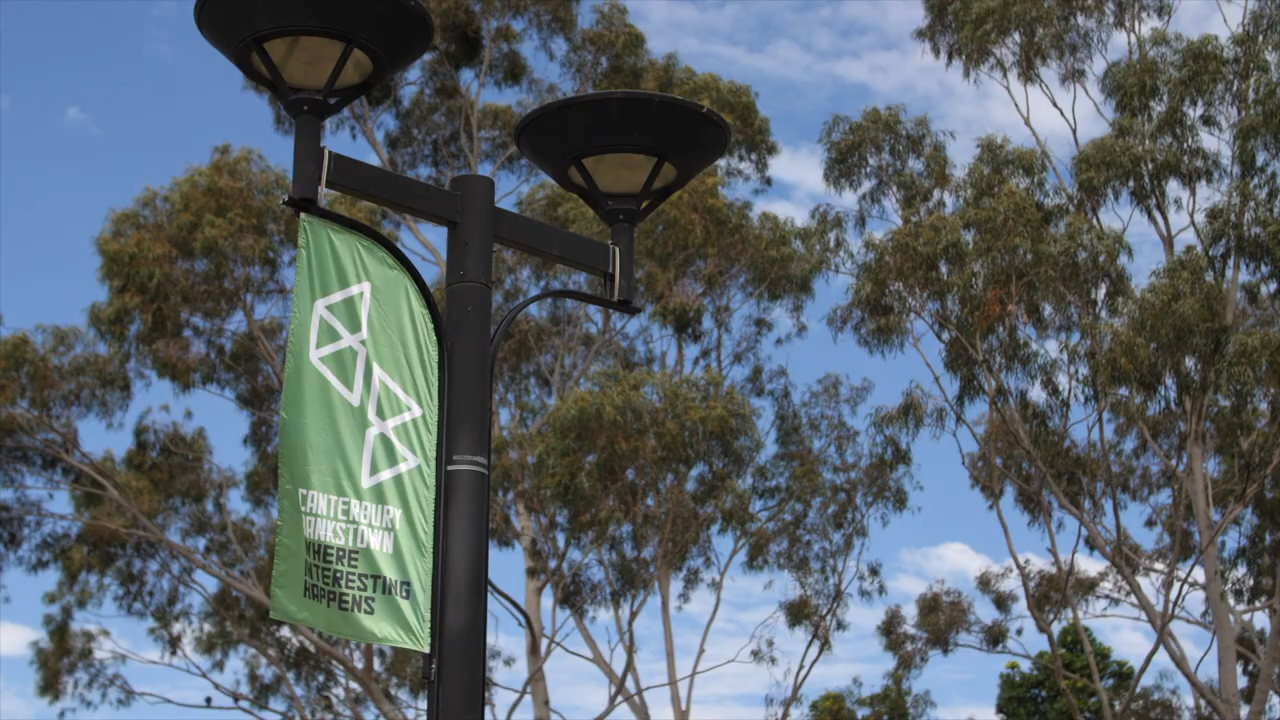 CANTERBURY
BANKSTOWN
WHERE
INTERESTING
HAPPENS